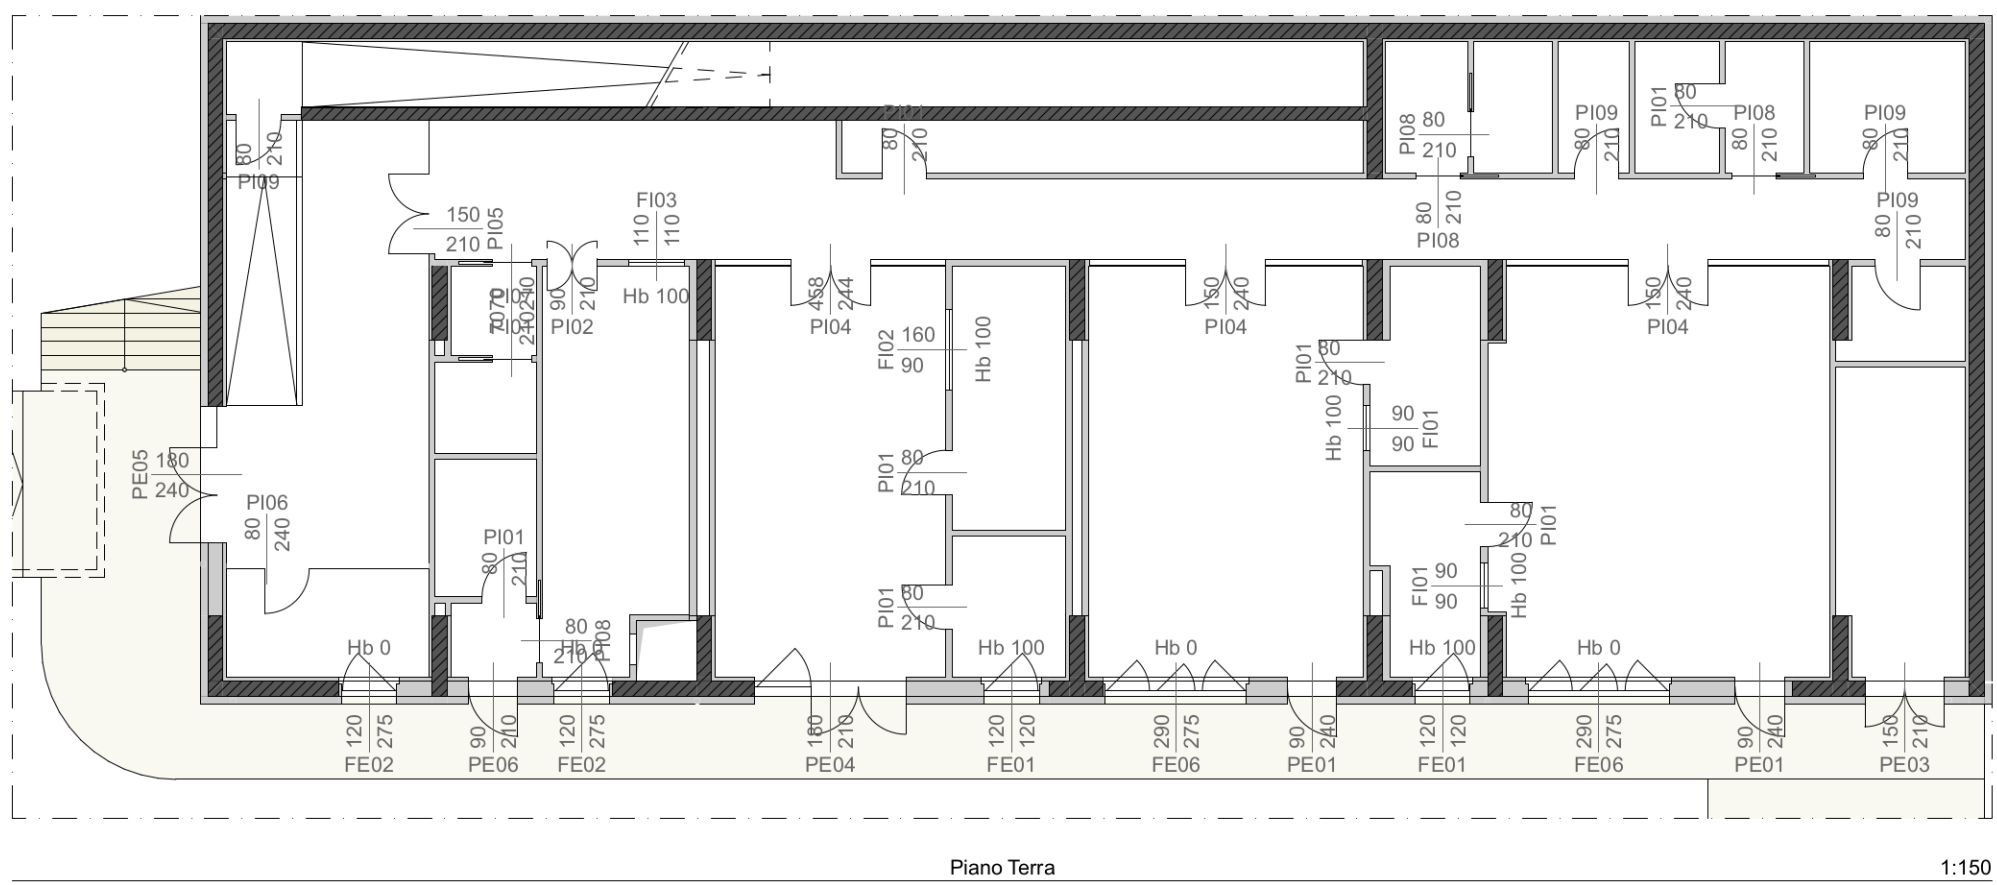 PI01
80
210
PI08
80
210
PI09
80
210
PI01
80
210
PI08
80
210
PI09
80
210
80
210
PI09
150
210
PI05
FI03
110
110
80
210
PI08
PI09
80
210
90
210
PI02
Hb 100
458
244
PI04
FI02
160
90
Hb 100
150
240
PI04
150
240
PI04
PI01
80
210
Hb 100
90
90
FI01
PE05
180
240
PI01
80
210
PI06
80
240
80
210
PI01
PI01
80
210
PI01
80
210
FI01
90
90
Hb 100
80
210
PI08
Hb 0
Hb 0
Hb 100
Hb 0
Hb 100
Hb 0
120
275
FE02
90
210
PE06
120
275
FE02
180
210
PE04
120
120
FE01
290
275
FE06
90
240
PE01
120
120
FE01
290
275
FE06
90
240
PE01
150
210
PE03
Piano Terra
1:150